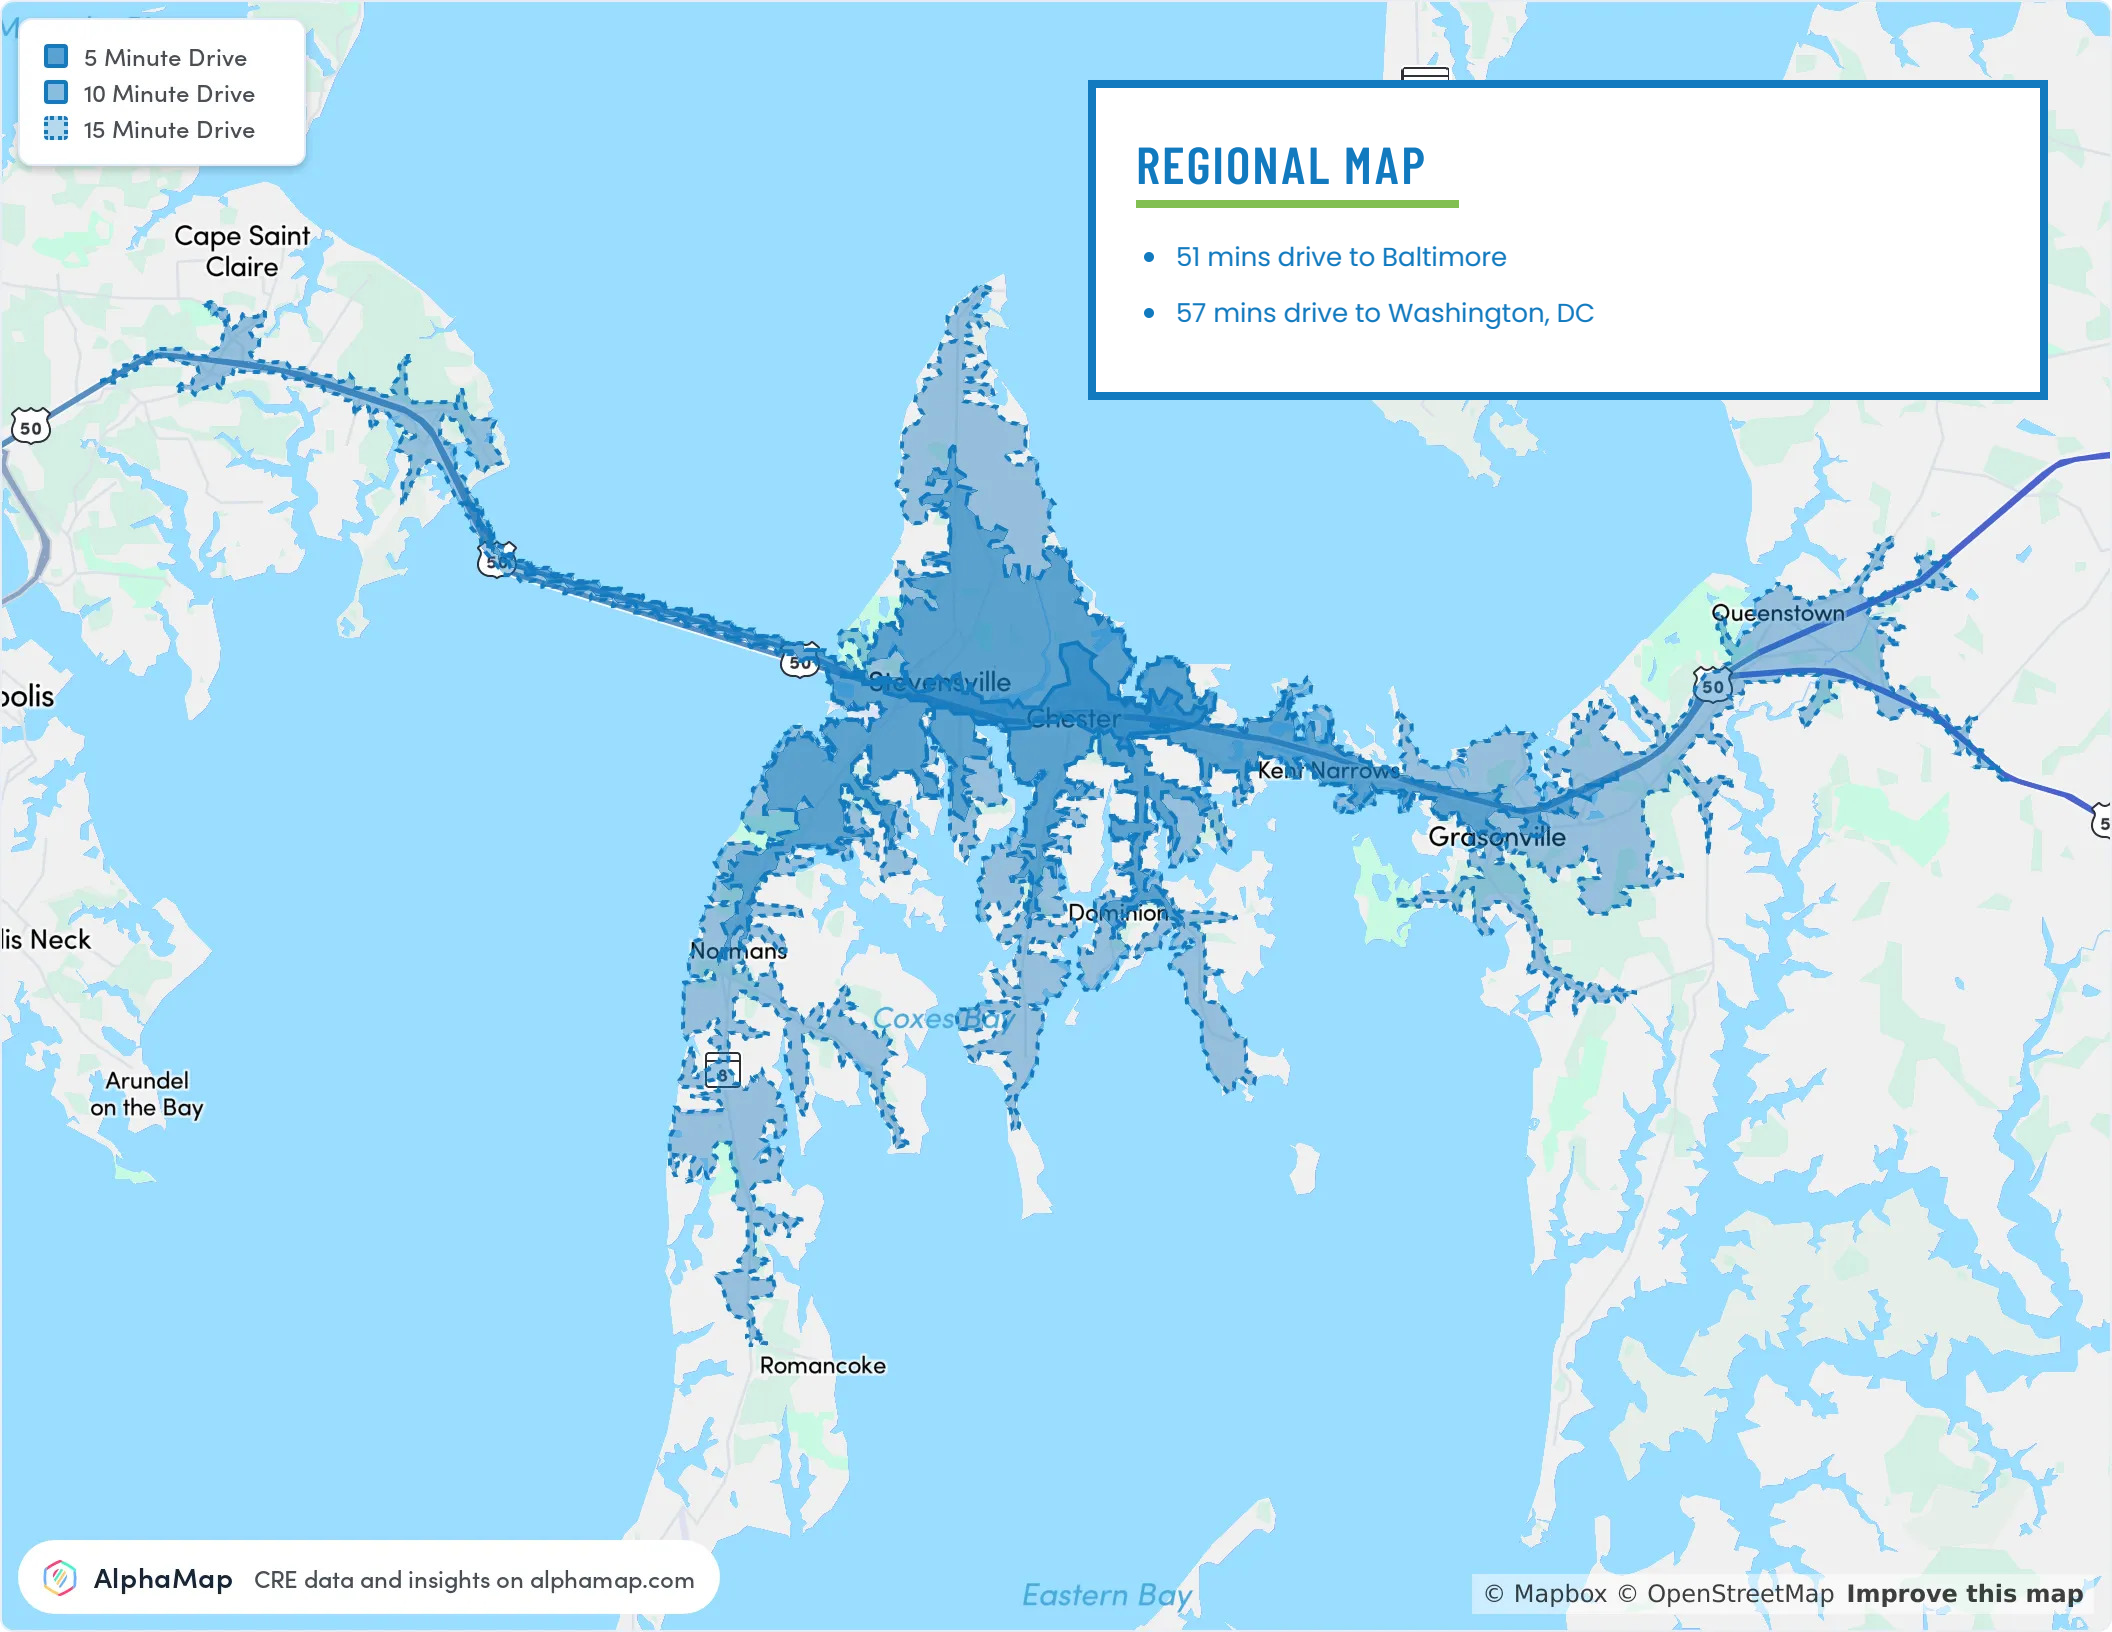 5 Minute Drive
10 Minute Drive
15 Minute Drive
REGIONAL MAP
• 51 mins drive to Baltimore
• 57 mins drive to Washington, DC
Cape Saint
Claire
50
50
50
Stevensville
Chester
Kent Narrows
Queenstown
50
Grasonville
5
polis
lis Neck
Dominion
Normans
Coxes Bay
8
Arundel
on the Bay
Romancoke
Eastern Bay
AlphaMap CRE data and insights on alphamap.com
© Mapbox © OpenStreetMap Improve this map